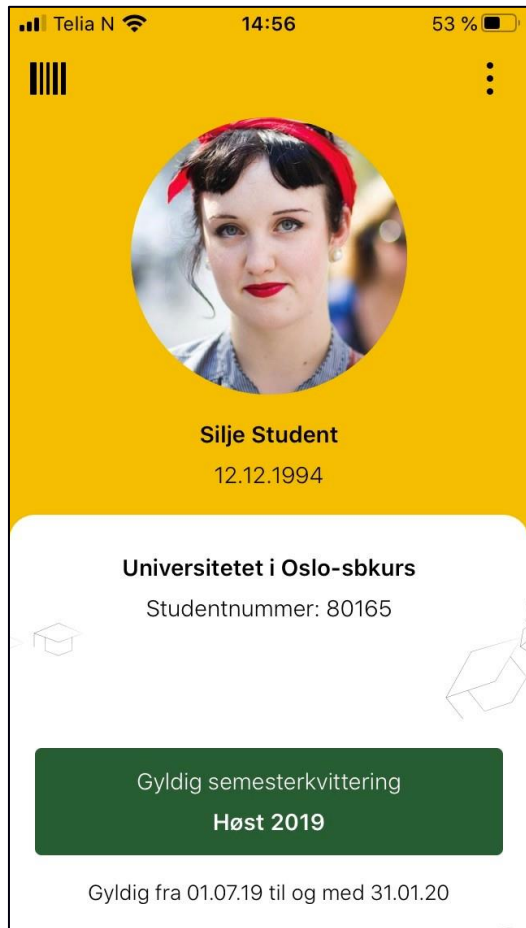 Telia N 14:56 53 %
Silje Student
12.12.1994
Universitetet i Oslo-sbkurs
Studentnummer: 80165
Gyldig semesterkvittering
Høst 2019
Gyldig fra 01.07.19 til og med 31.01.20